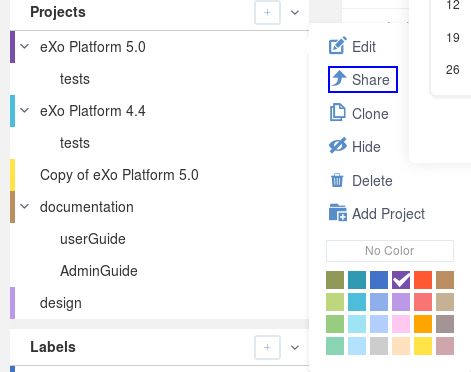 Projects
eXo Platform 5.0
tests
eXo Platform 4.4
tests
Copy of eXo Platform 5.0
documentation
userGuide
AdminGuide
design
Labels
Edit
Share
Clone
Hide
Delete
Add Project
No Color
12
19
26